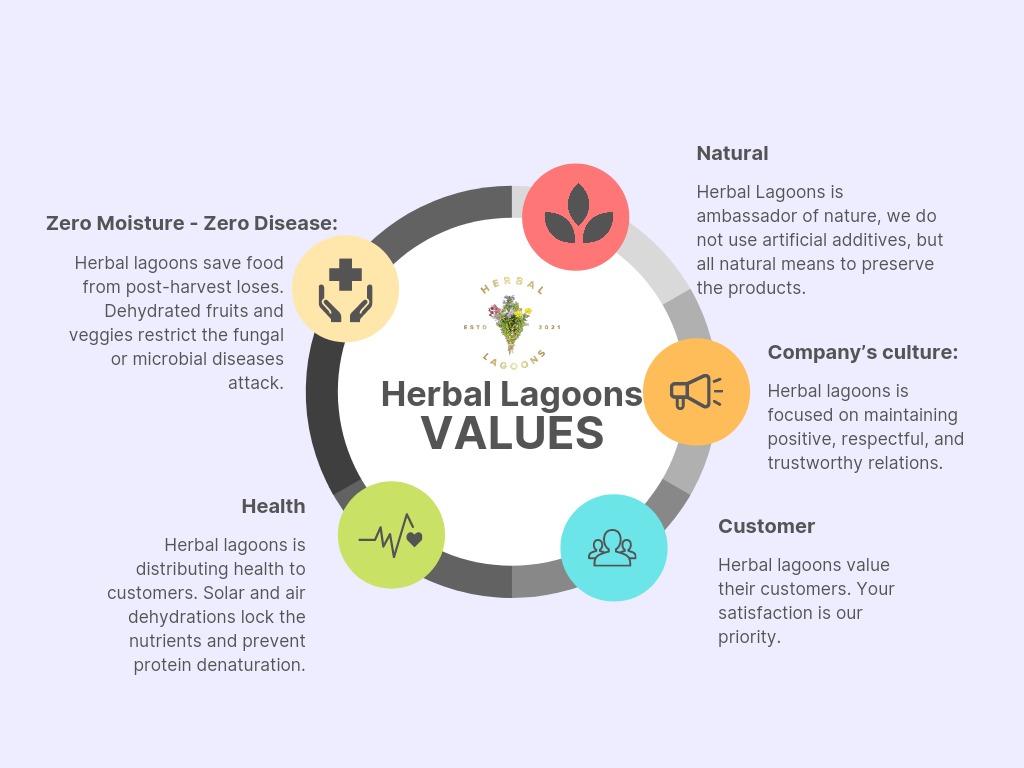 Natural
Herbal Lagoons is
ambassador of nature, we do
not use artificial additives, but
all natural means to preserve
the products.
Zero Moisture - Zero Disease:
Herbal lagoons save food
from post-harvest loses.
Dehydrated fruits and
veggies restrict the fungal
or microbial diseases
attack.
HERBAL
ESTD 2021
LAGOONS
Herbal Lagoons
VALUES
Company’s culture:
Herbal lagoons is
focused on maintaining
positive, respectful, and
trustworthy relations.
Health
Herbal lagoons is
distributing health to
customers. Solar and air
dehydrations lock the
nutrients and prevent
protein denaturation.
Customer
Herbal lagoons value
their customers. Your
satisfaction is our
priority.